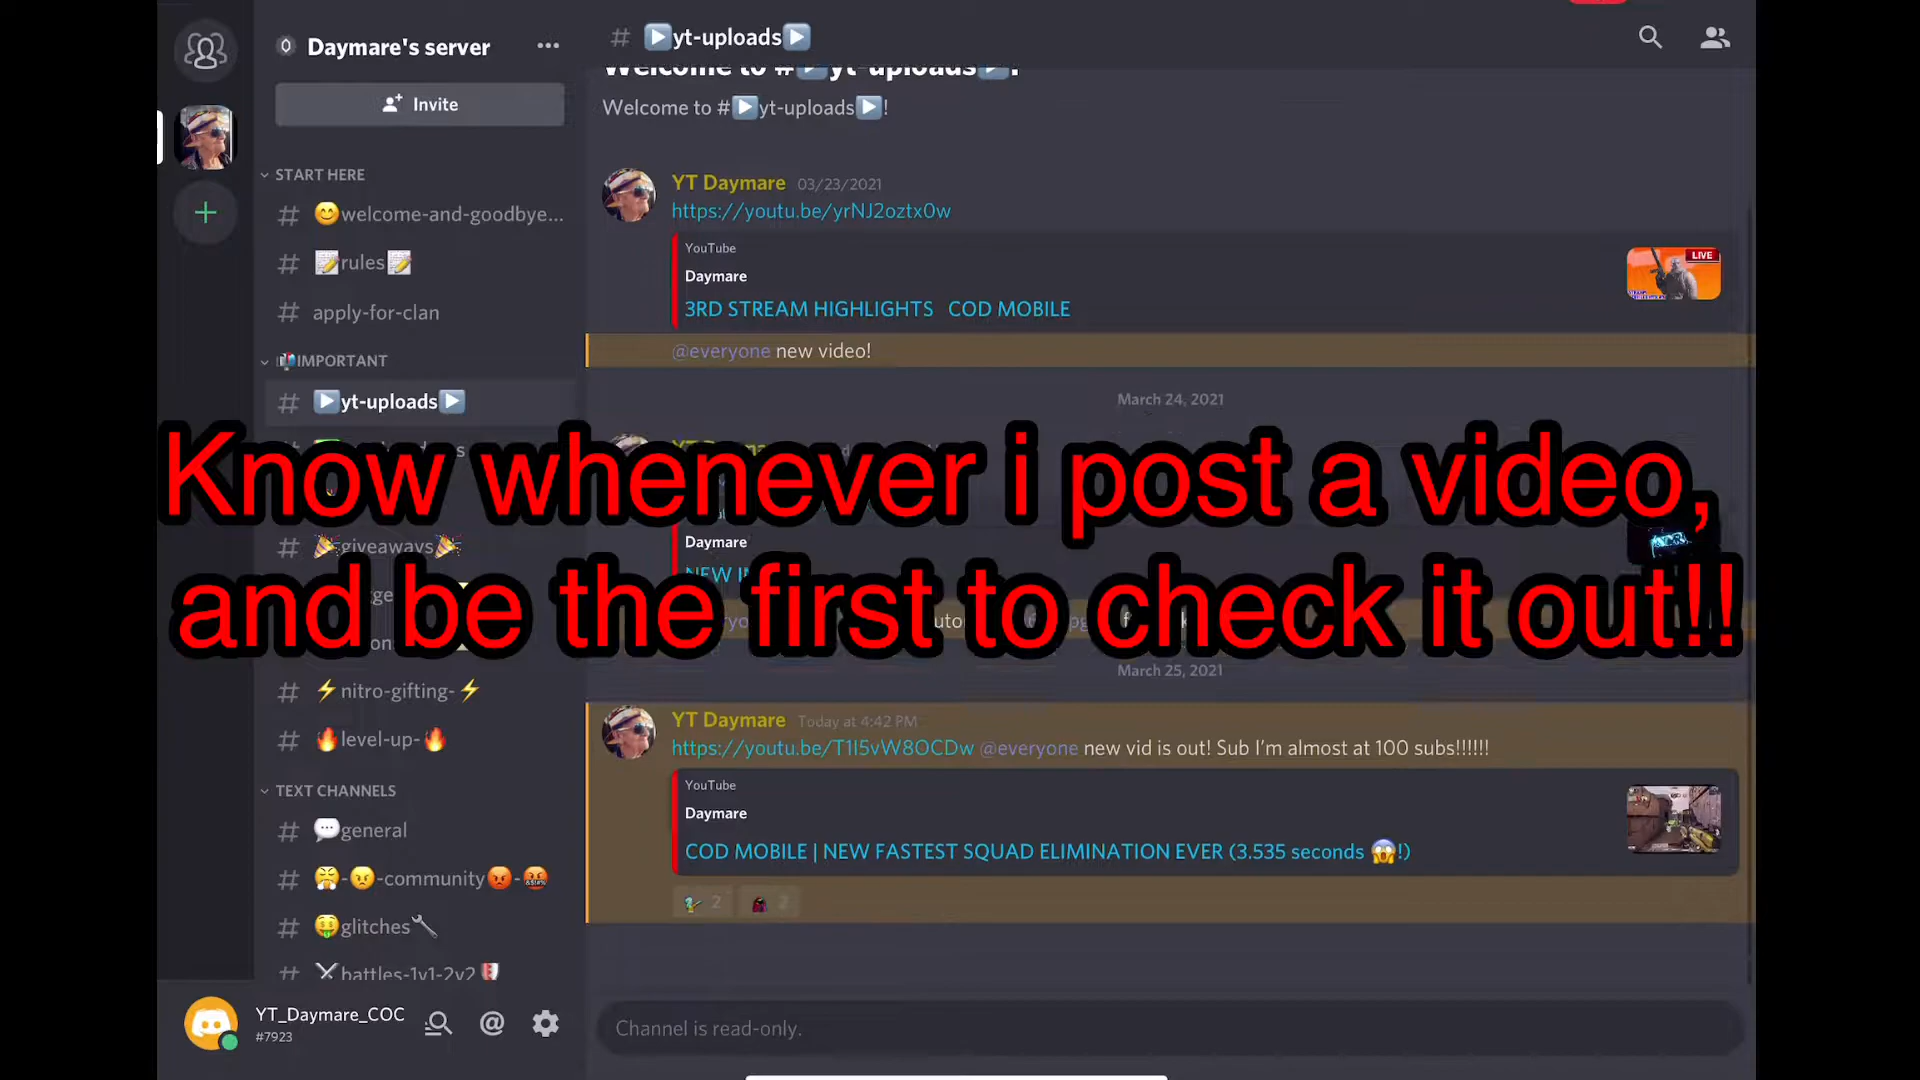 Daymare's server
Invite
START HERE
# 😊welcome-and-goodbye...
# 📝rules📝
# apply-for-clan
📬IMPORTANT
# ▶️yt-uploads▶️
# 🎉giveaways🎉
# ⚡nitro-gifting-⚡
# 🔥level-up-🔥
TEXT CHANNELS
# 💬general
# 😤-😠-community😡-🤬
# 🤑glitches🔧
# ⚔battles-1v1-2v2
YT_Daymare_COC
#7923
# ▶️yt-uploads▶️
Welcome to #▶️yt-uploads▶️!
Welcome to #▶️yt-uploads▶️!
YT Daymare 03/23/2021
https://youtu.be/yrNJ2oztx0w
YouTube
Daymare
3RD STREAM HIGHLIGHTS COD MOBILE
LIVE
@everyone new video!
March 24, 2021
Know whenever i post a video,
Daymare
NEW
and be the first to check it out!!
March 25, 2021
YT Daymare Today at 4:42 PM
https://youtu.be/T1I5vW8OCDw @everyone new vid is out! Sub I'm almost at 100 subs!!!!!!
YouTube
Daymare
COD MOBILE | NEW FASTEST SQUAD ELIMINATION EVER (3.535 seconds 😱!)
2 2
Channel is read-only.